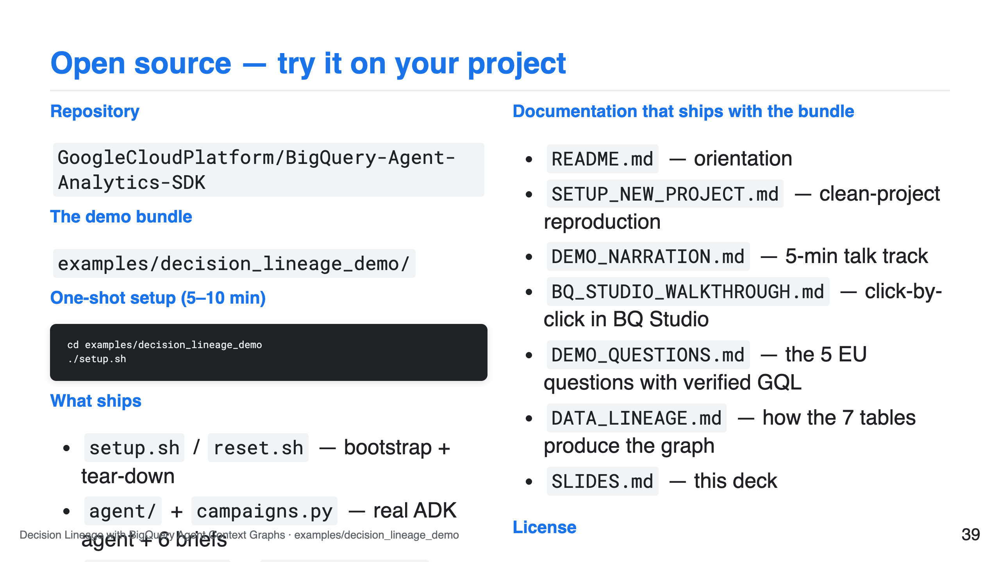 Open source — try it on your project
Repository
GoogleCloudPlatform/BigQuery-Agent-
Analytics-SDK
The demo bundle
examples/decision_lineage_demo/
One-shot setup (5–10 min)
cd examples/decision_lineage_demo
./setup.sh
What ships
• setup.sh / reset.sh — bootstrap +
tear-down
• agent/ + campaigns.py — real ADK
agent + 6 briefs
Documentation that ships with the bundle
• README.md — orientation
• SETUP_NEW_PROJECT.md — clean-project
reproduction
• DEMO_NARRATION.md — 5-min talk track
• BQ_STUDIO_WALKTHROUGH.md — click-by-
click in BQ Studio
• DEMO_QUESTIONS.md — the 5 EU
questions with verified GQL
• DATA_LINEAGE.md — how the 7 tables
produce the graph
• SLIDES.md — this deck
License
Decision Lineage with BigQuery Agent Context Graphs · examples/decision_lineage_demo
39